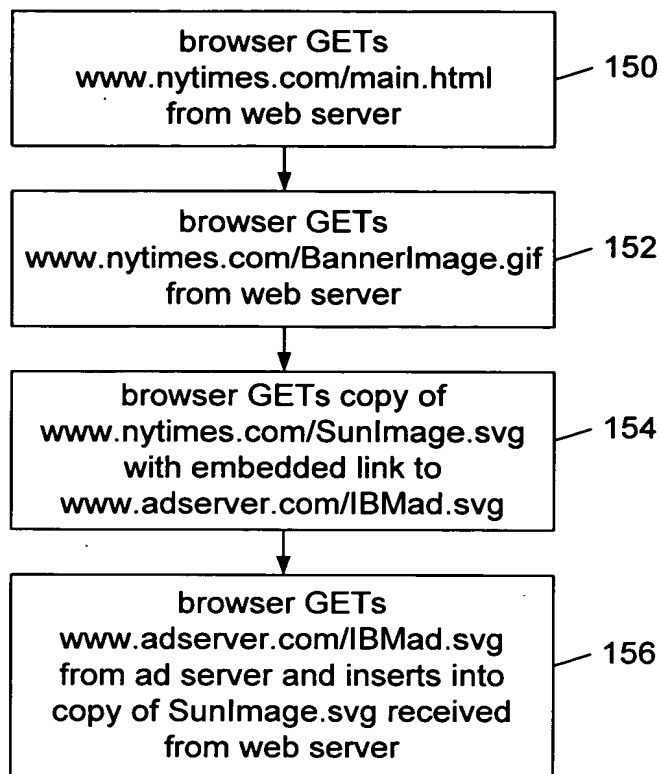 browser GETs
www.nytimes.com/main.html
from web server
150
browser GETs
www.nytimes.com/BannerImage.gif
from web server
152
browser GETs copy of
www.nytimes.com/SunImage.svg
with embedded link to
www.adserver.com/IBMad.svg
154
browser GETs
www.adserver.com/IBMad.svg
from ad server and inserts into
copy of SunImage.svg received
from web server
156